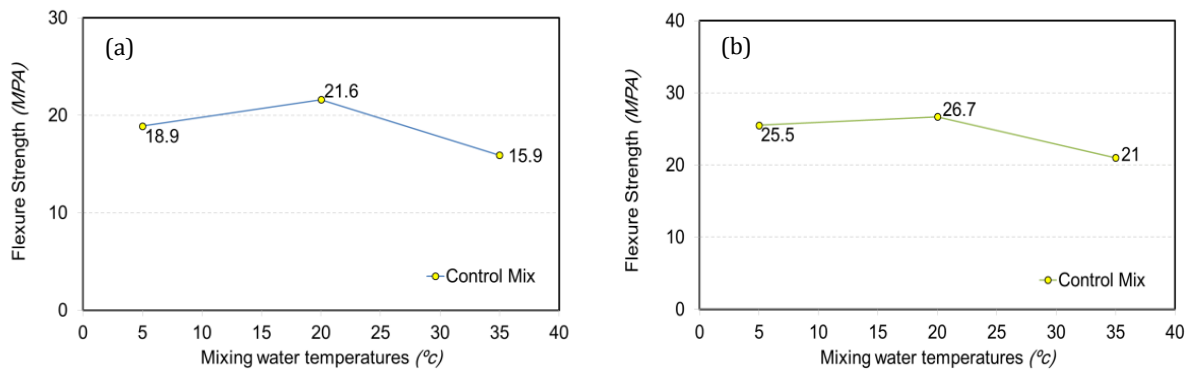 (a)
Flexure Strength (MPA)
30
20
10
0
18.9
21.6
15.9
Control Mix
0 5 10 15 20 25 30 35 40
Mixing water temperatures (ºc)
(b)
Flexure Strength (MPA)
40
30
20
10
0
25.5
26.7
21
Control Mix
0 5 10 15 20 25 30 35 40
Mixing water temperatures (ºc)